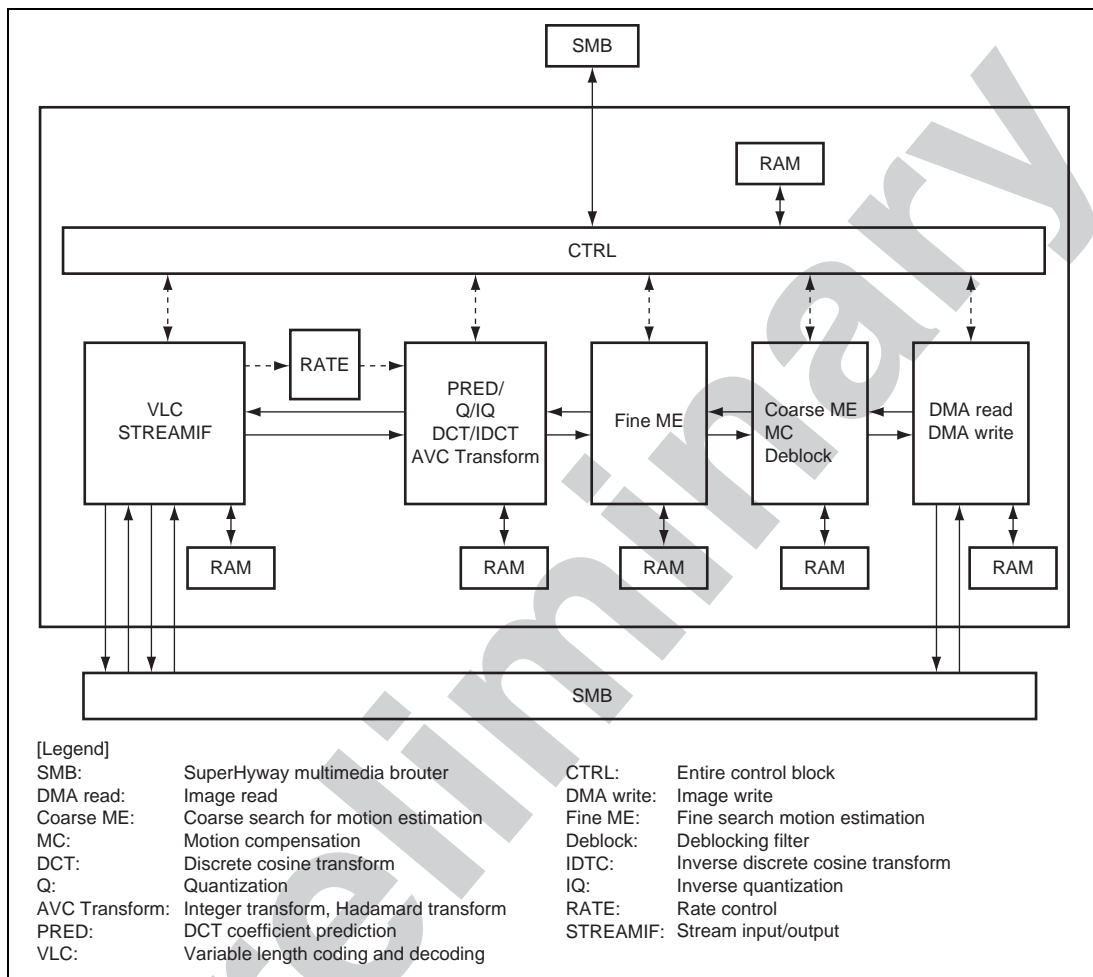 SMB
RAM
CTRL
RATE
VLC
STREAMIF
PRED/
Q/IQ
DCT/IDCT
AVC Transform
Fine ME
Coarse ME
MC
Deblock
DMA read
DMA write
RAM
RAM
RAM
RAM
RAM
SMB
[Legend]
SMB: SuperHyway multimedia brouter
CTRL: Entire control block
DMA read: Image read
DMA write: Image write
Coarse ME: Coarse search for motion estimation
Fine ME: Fine search motion estimation
MC: Motion compensation
Deblock: Deblocking filter
DCT: Discrete cosine transform
IDTC: Inverse discrete cosine transform
Q: Quantization
IQ: Inverse quantization
AVC Transform: Integer transform, Hadamard transform
RATE: Rate control
PRED: DCT coefficient prediction
STREAMIF: Stream input/output
VLC: Variable length coding and decoding
reliminary